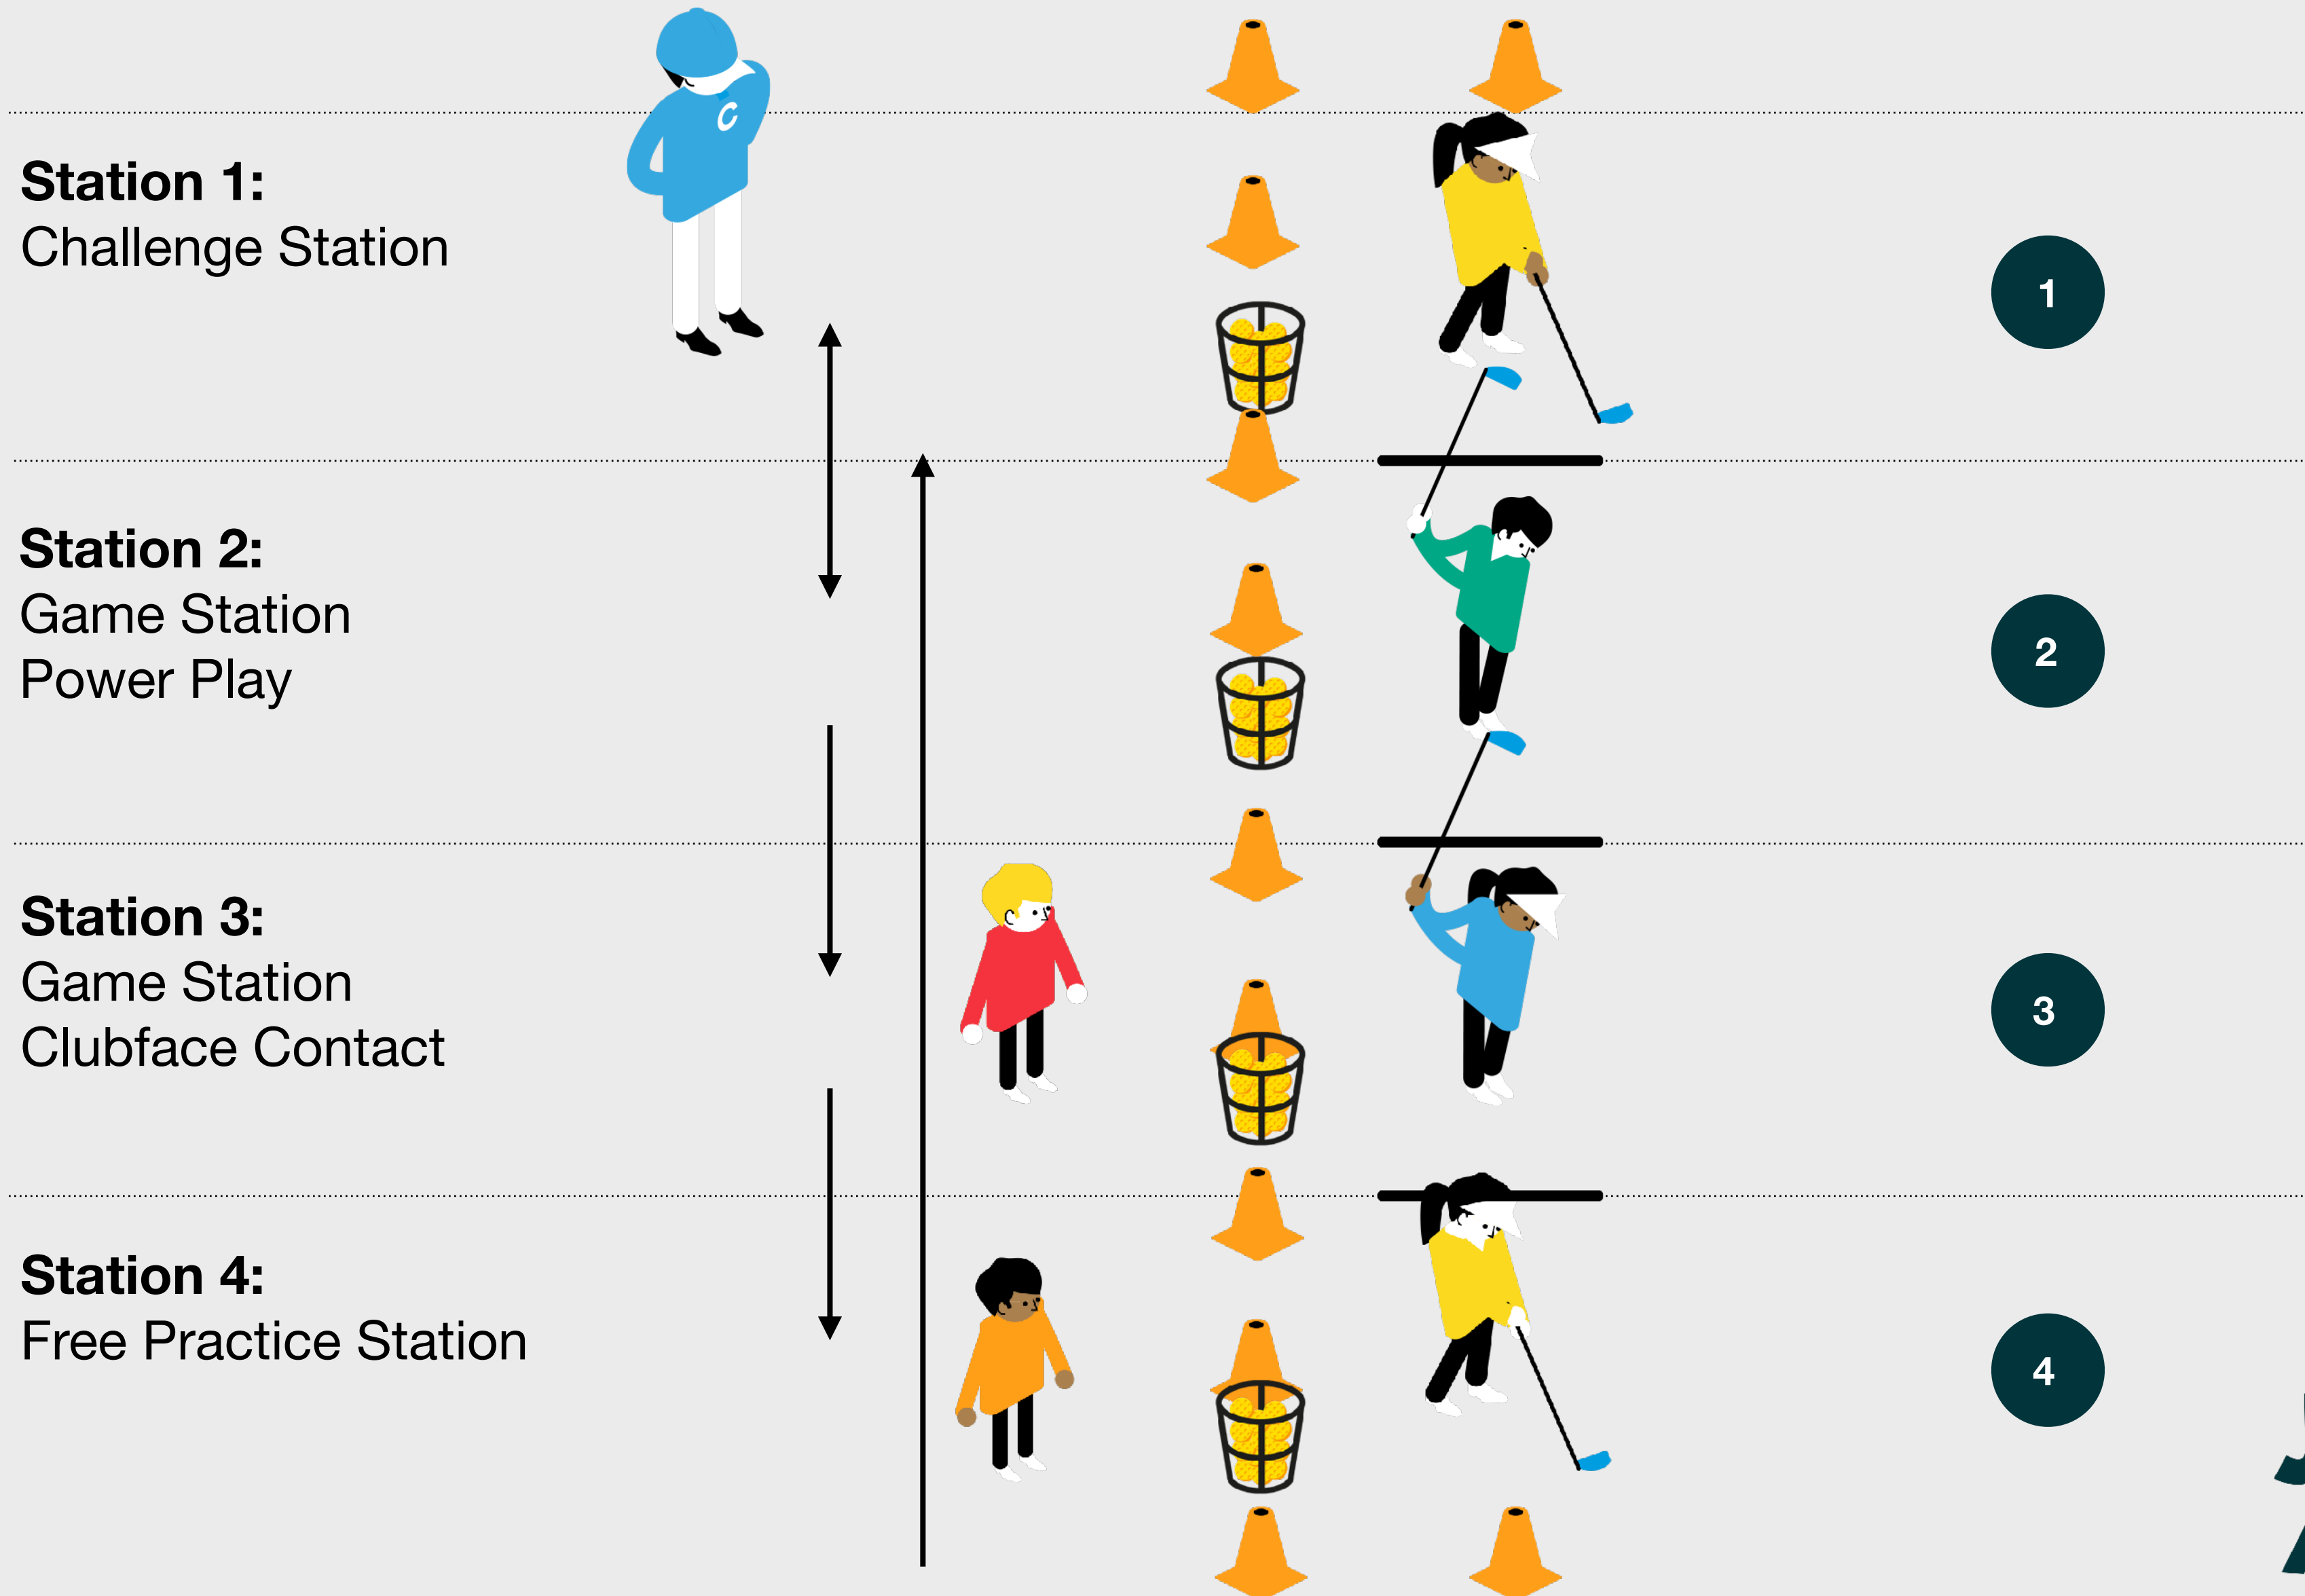 C
Station 1:
Challenge Station
1
Station 2:
Game Station
Power Play
2
Station 3:
Game Station
Clubface Contact
3
Station 4:
Free Practice Station
4